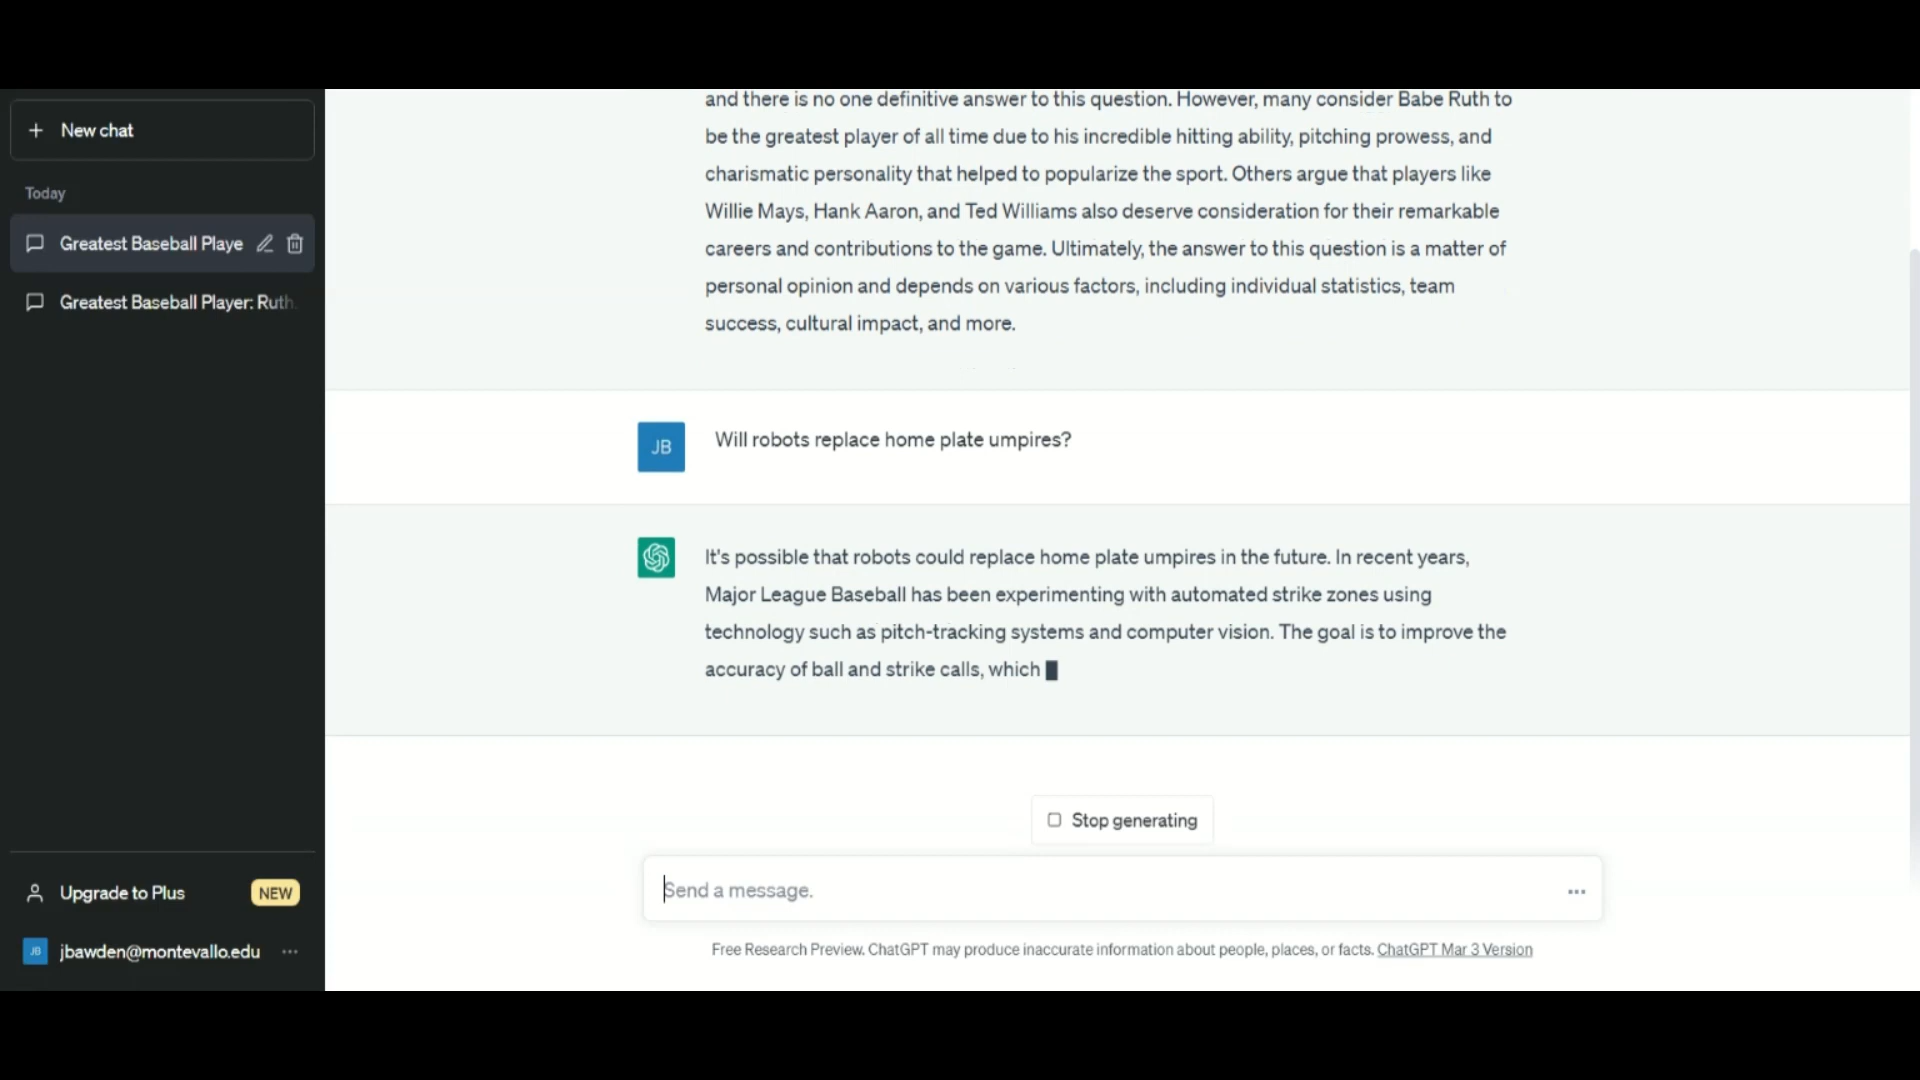 New chat
Today
Greatest Baseball Playe
Greatest Baseball Player: Ruth
Upgrade to Plus NEW
JB jbawden@montevallo.edu
and there is no one definitive answer to this question. However, many consider Babe Ruth to
be the greatest player of all time due to his incredible hitting ability, pitching prowess, and
charismatic personality that helped to popularize the sport. Others argue that players like
Willie Mays, Hank Aaron, and Ted Williams also deserve consideration for their remarkable
careers and contributions to the game. Ultimately, the answer to this question is a matter of
personal opinion and depends on various factors, including individual statistics, team
success, cultural impact, and more.
JB Will robots replace home plate umpires?
It's possible that robots could replace home plate umpires in the future. In recent years,
Major League Baseball has been experimenting with automated strike zones using
technology such as pitch-tracking systems and computer vision. The goal is to improve the
accuracy of ball and strike calls, which
Stop generating
Send a message.
Free Research Preview. ChatGPT may produce inaccurate information about people, places, or facts. ChatGPT Mar 3 Version